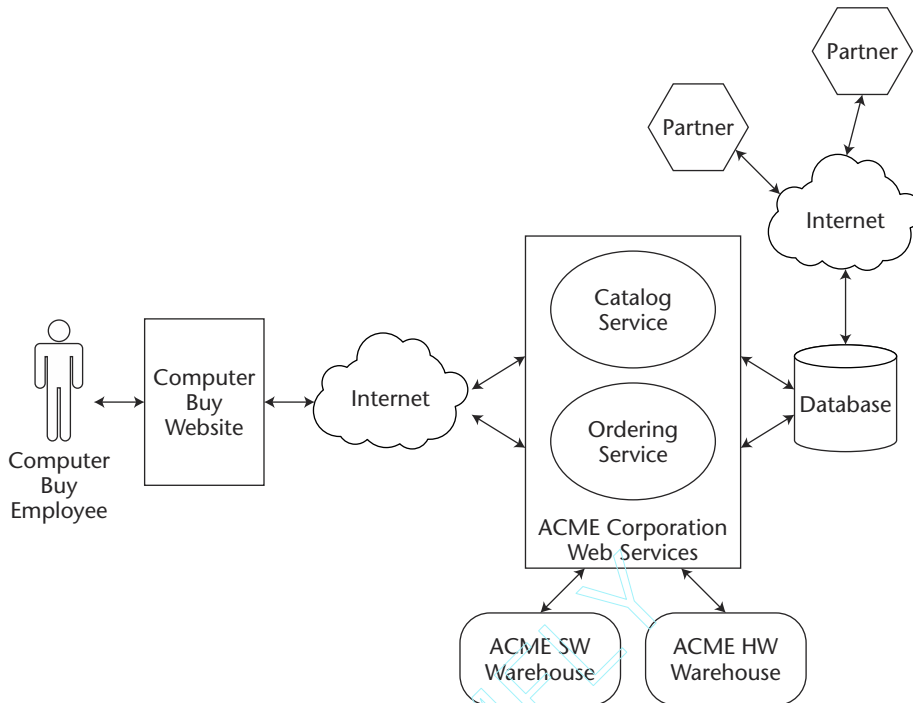 Partner
Partner
Internet
Catalog
Service
Computer
Buy
Website
Internet
Database
Ordering
Service
Computer
Buy
Employee
ACME Corporation
Web Services
ACME SW
Warehouse
ACME HW
Warehouse